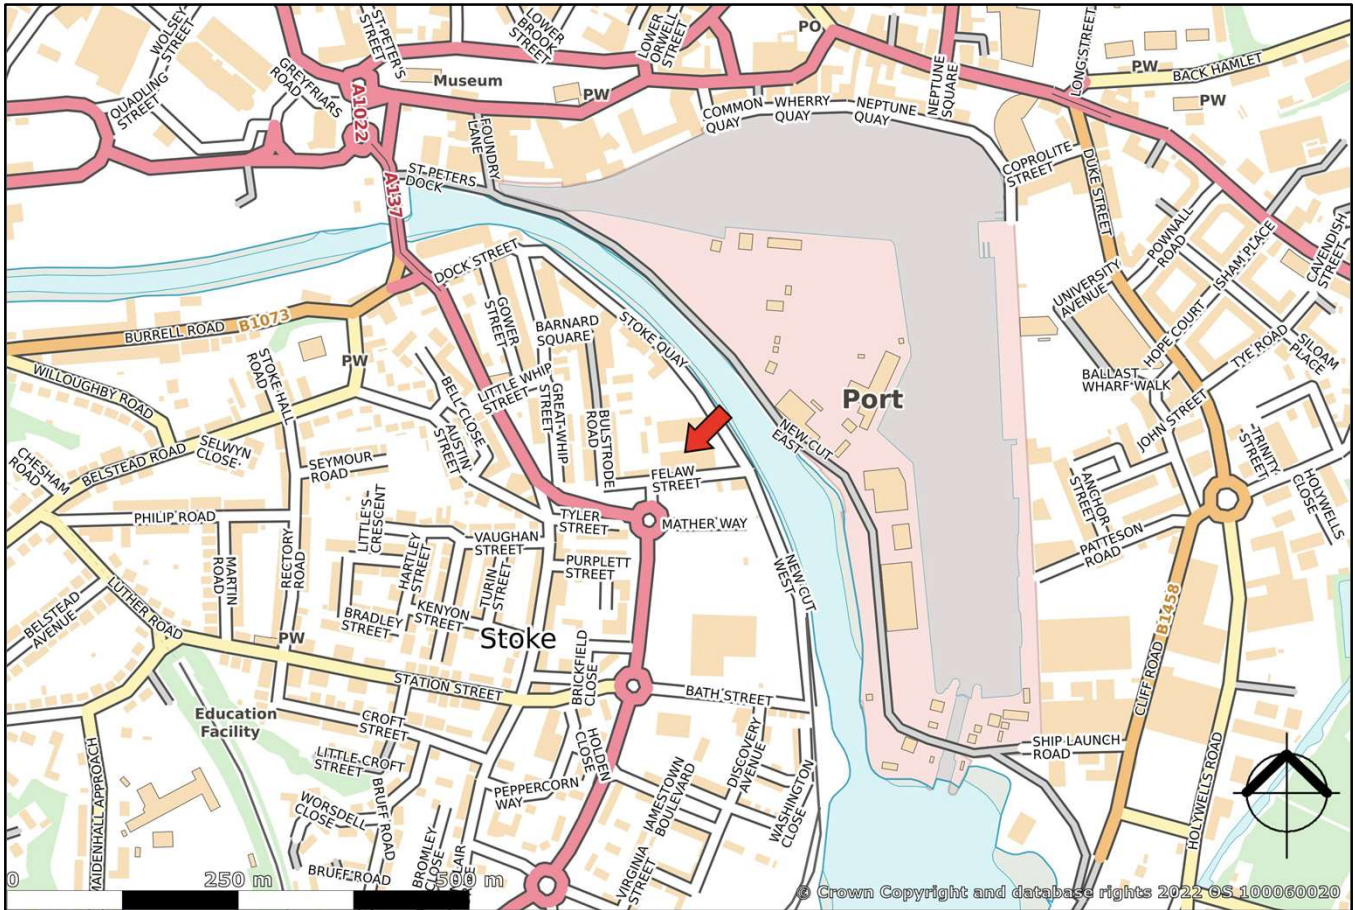 WOLSEY
STREET
ST-PETER'S
STREET
LOWER
BROOK
STREET
LOWER
ORWELL
STREET
PO
NEPTUNE
SQUARE
LONG STREET
PW
BACK HAMLET
PW
QUADLING
STREET
GREYFRIARS
ROAD
A1022
Museum
PW
COMMON
QUAY
WHERRY
QUAY
NEPTUNE
QUAY
FOUNDRY
LANE
COPROLITE
STREET
DUKE STREET
ST PETERS
DOCK
A137
POWNALL
ROAD
ISHAM PLACE
CAVENDISH
STREET
DOCK STREET
UNIVERSITY
AVENUE
BURRELL ROAD
B1073
GOWER
STREET
BARNARD
SQUARE
STOKE QUAY
HOPE COURT
TYE ROAD
SILOAM
PLACE
PW
WILLOUGHBY ROAD
STOKE HALL
ROAD
BELL CLOSE
AUSTIN
STREET
LITTLE WHIP
STREET
GREAT WHIP
STREET
BULSTRODE
ROAD
BALLAST
WHARF WALK
Port
JOHN STREET
TRINITY
STREET
HOLYWELLS
CLOSE
CHESHAM
ROAD
BELSTEAD ROAD
SELWYN
CLOSE
SEYMOUR
ROAD
NEW CUT
EAST
FELAW
STREET
ANCHOR
STREET
PATTESON
ROAD
PHILIP ROAD
MARTIN
ROAD
RECTORY
ROAD
LITTLE'S
CRESCENT
HARTLEY
STREET
VAUGHAN
STREET
TYLER
STREET
MATHER WAY
PURPLETT
STREET
TURIN
STREET
NEW CUT
WEST
LUTHER ROAD
BELSTEAD
AVENUE
BRADLEY
STREET
KENYON
STREET
Stoke
PW
CLIFF ROAD B1458
BRICKFIELD
CLOSE
STATION STREET
BATH STREET
Education
Facility
CROFT
STREET
LITTLE CROFT
STREET
HOLDEN
CLOSE
DISCOVERY
AVENUE
SHIP LAUNCH
ROAD
HOLYWELLS ROAD
MAIDENHALL APPROACH
BRUFF ROAD
PEPPERCORN
WAY
JAMESTOWN
BOULEVARD
WASHINGTON
CLOSE
WORSDELL
CLOSE
BRUFF ROAD
BROMLEY
CLOSE
VIRGINIA
STREET
0
250 m
500 m
© Crown Copyright and database rights 2022 OS 100060020